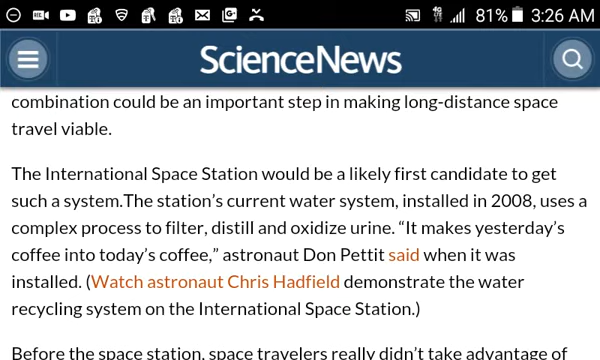 81% 3:26 AM
ScienceNews
combination could be an important step in making long-distance space
travel viable.
The International Space Station would be a likely first candidate to get
such a system.The station's current water system, installed in 2008, uses a
complex process to filter, distill and oxidize urine. “It makes yesterday's
coffee into today's coffee,” astronaut Don Pettit said when it was
installed. (Watch astronaut Chris Hadfield demonstrate the water
recycling system on the International Space Station.)
Before the space station, space travelers really didn't take advantage of